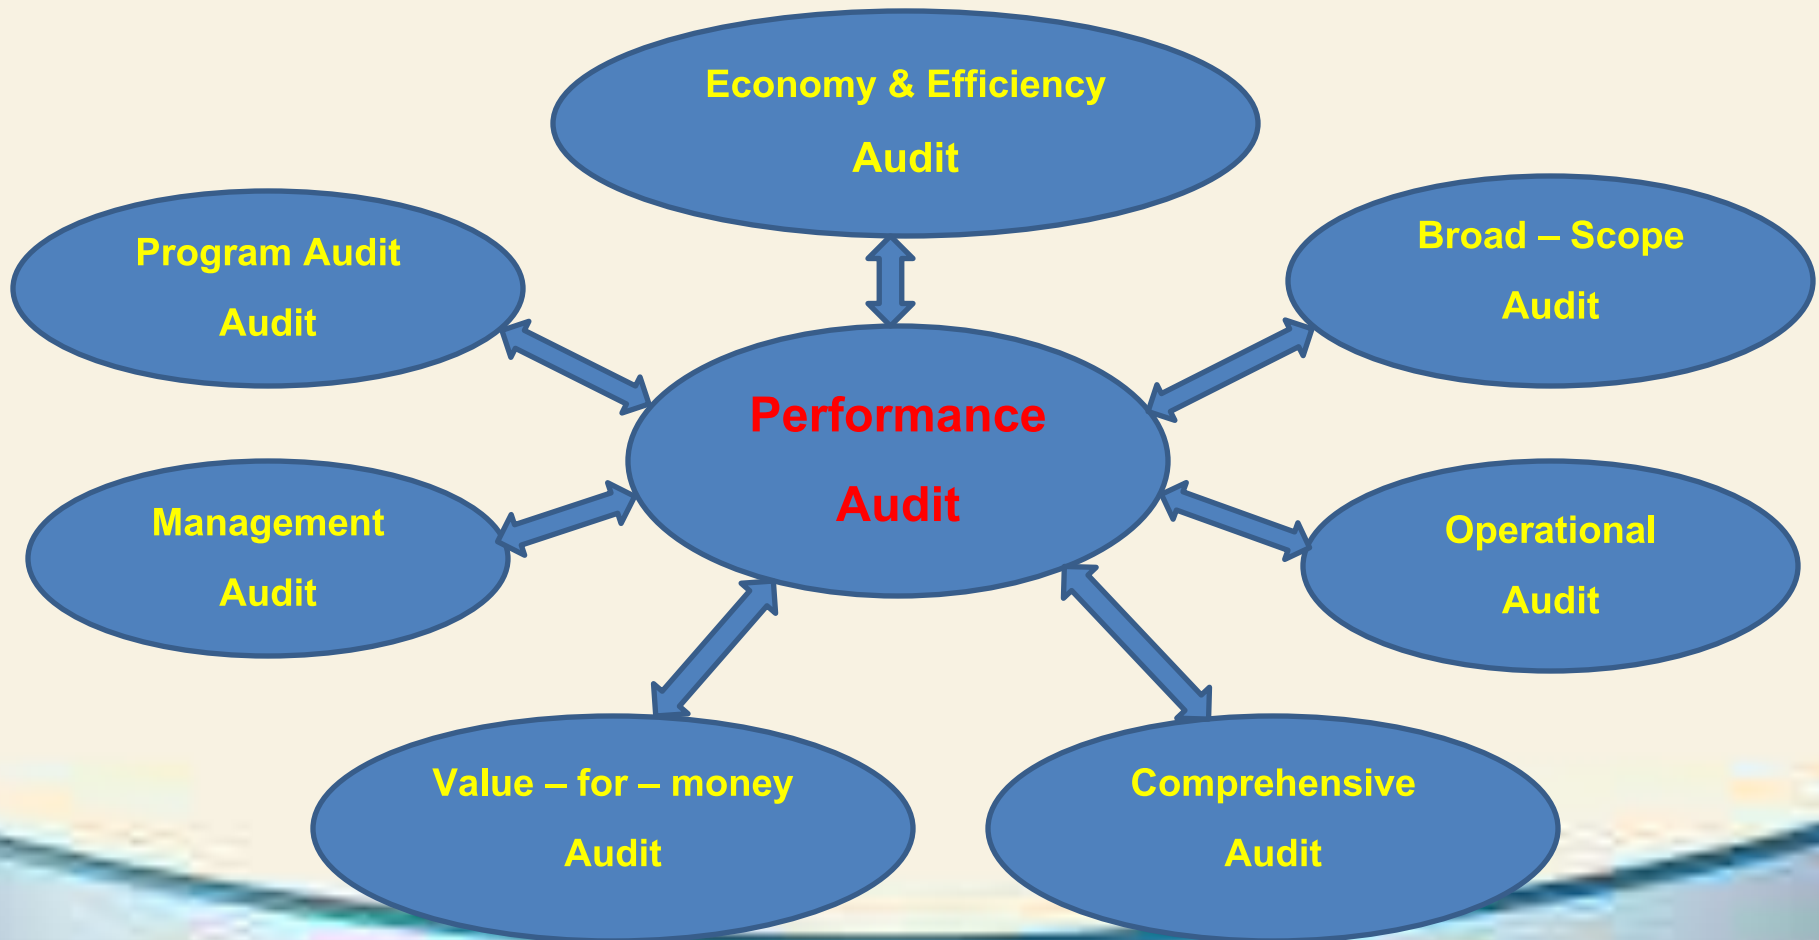 Economy & Efficiency
Audit
Program Audit
Audit
Broad – Scope
Audit
Performance
Audit
Management
Audit
Operational
Audit
Value – for – money
Audit
Comprehensive
Audit